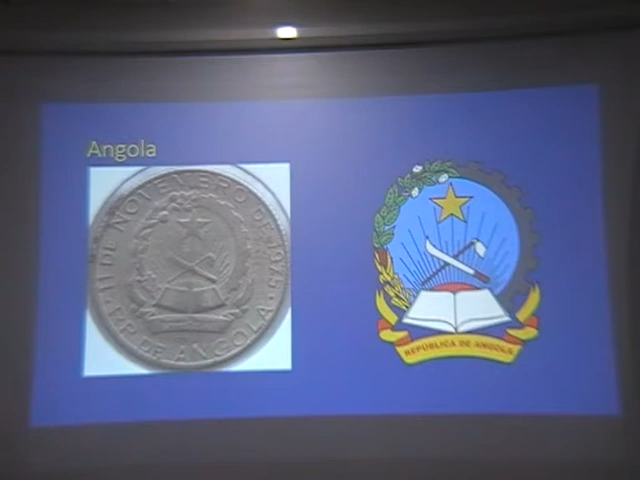 Angola
11 DE NOVEMBRO DE 1975
R.P. DE ANGOLA
REPÚBLICA DE ANGOLA